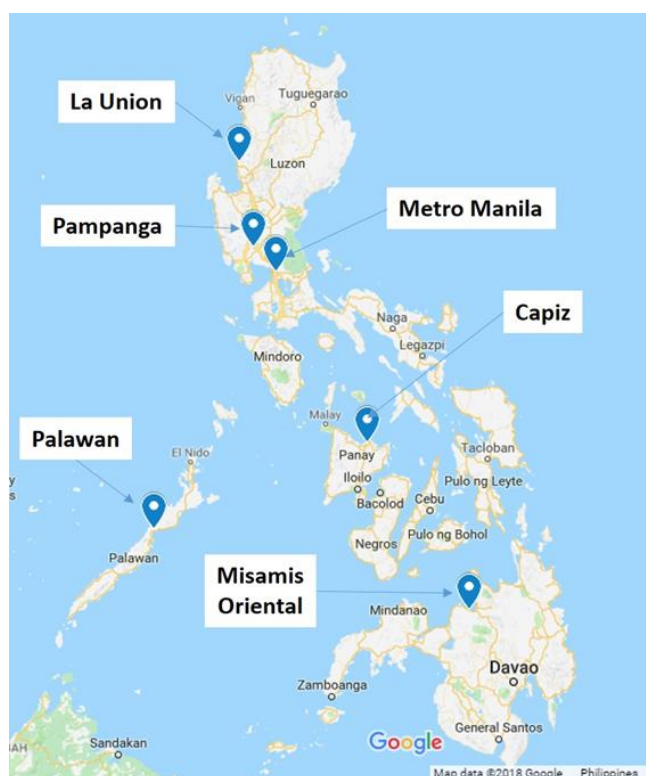 La Union
Vigan
Tuguegarao
Luzon
Pampanga
Metro Manila
Naga
Capiz
Legazpi
Mindoro
Malay
Palawan
El Nido
Panay
Tacloban
Iloilo
Cebu
Pulo ng Leyte
Bacolod
Negros
Pulo ng Bohol
Palawan
Misamis
Oriental
Mindanao
Davao
Zamboanga
General Santos
Google
Sandakan
Map data ©2018 Google Philippines